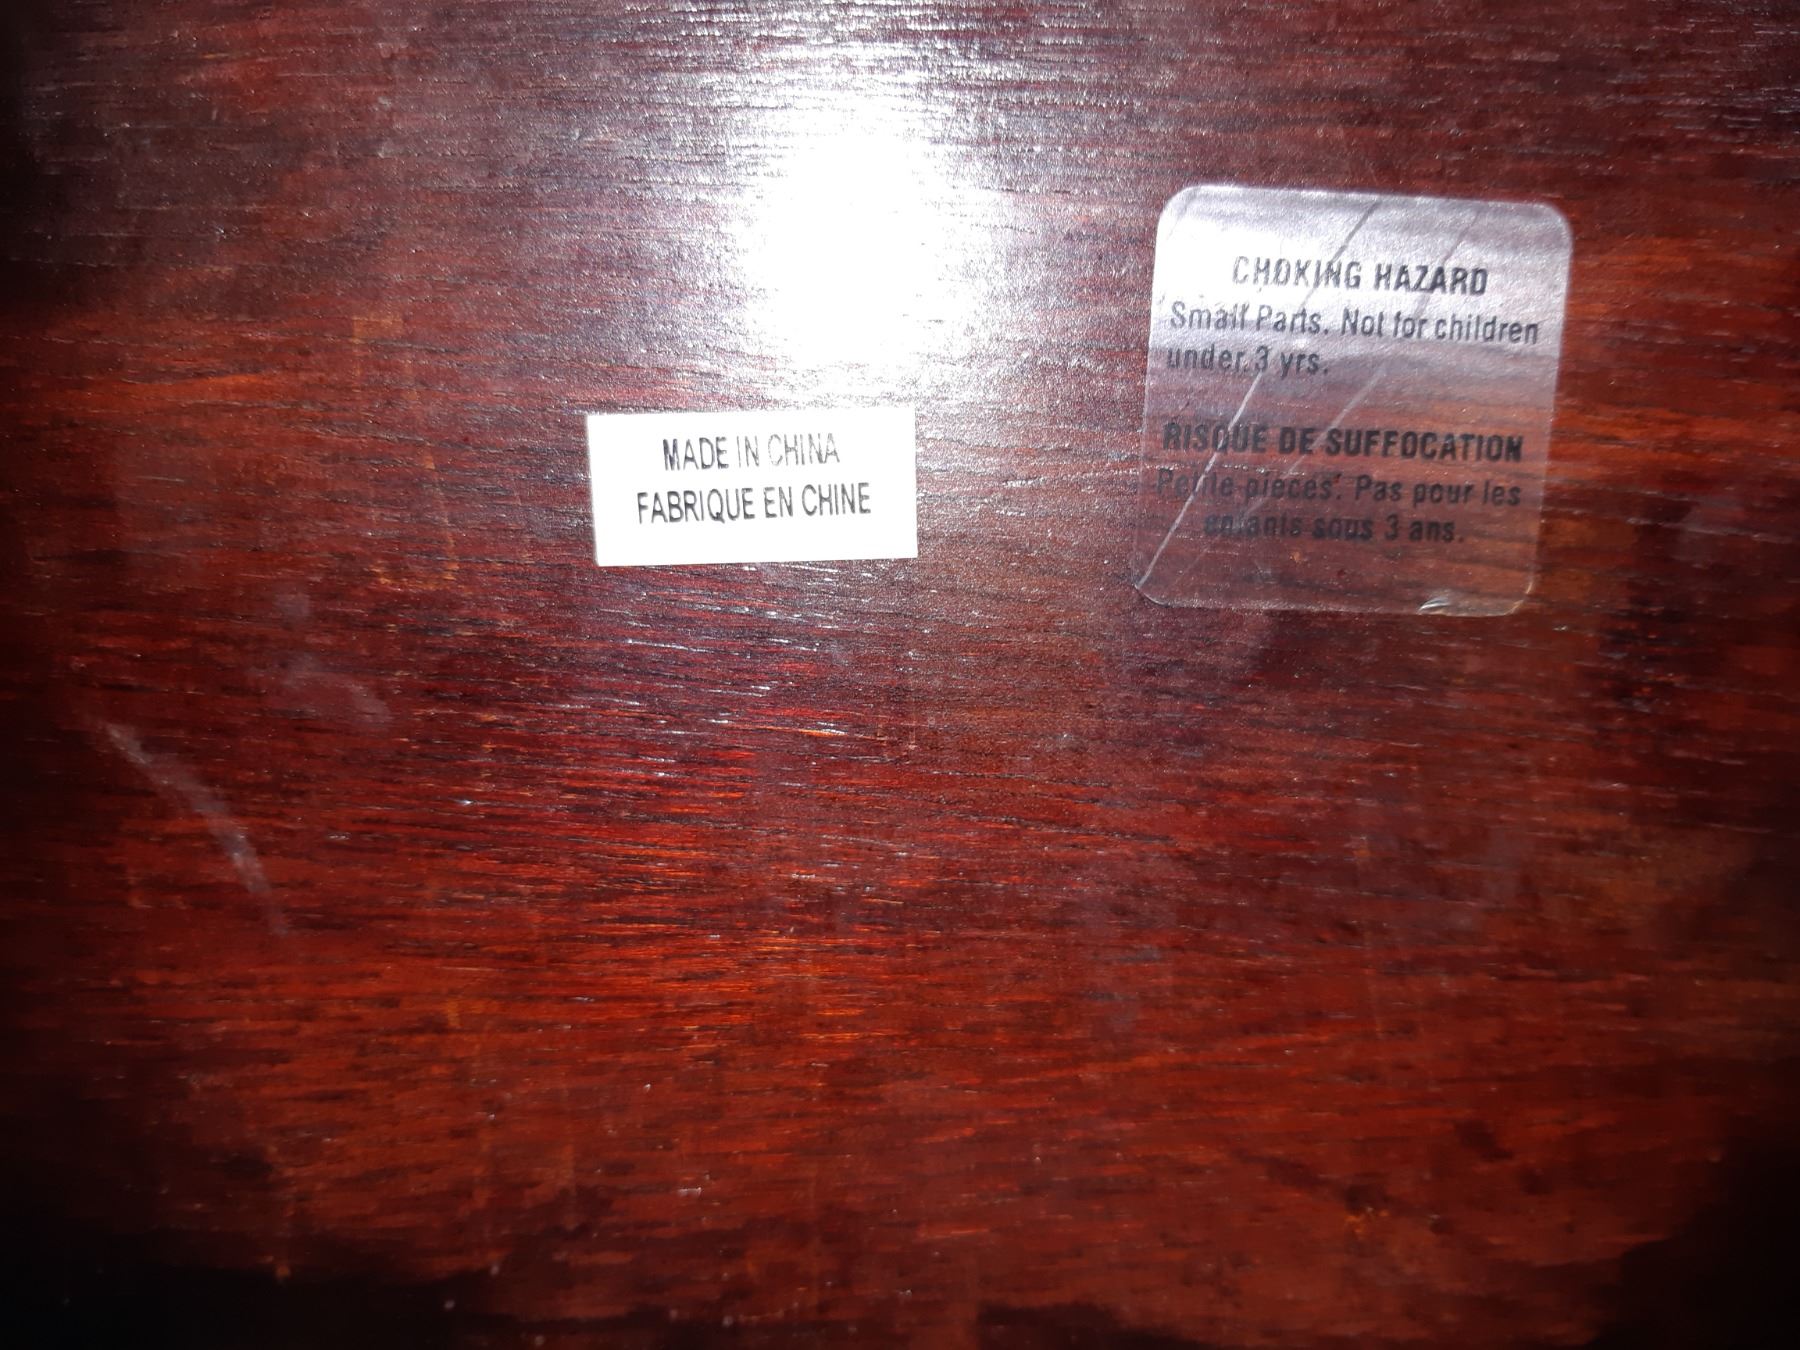 MADE IN CHINA
FABRIQUE EN CHINE
CHOKING HAZARD
Small Parts. Not for children
under 3 yrs.
RISQUE DE SUFFOCATION
Petite pieces. Pas pour les
enfants sous 3 ans.